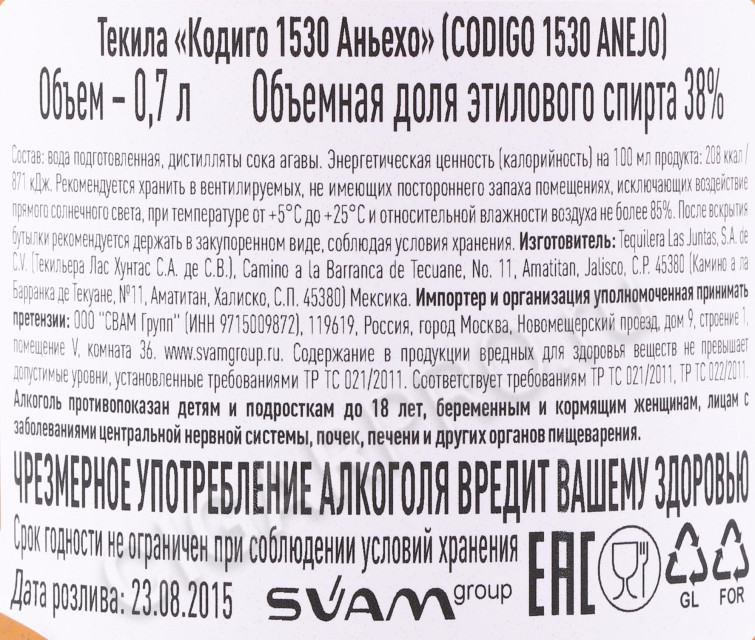 Текила «Кодиго 1530 Аньехо» (CODIGO 1530 ANEJO)
Объем – 0,7 л Объемная доля этилового спирта 38%
Состав: вода подготовленная, дистилляты сока агавы. Энергетическая ценность (калорийность) на 100 мл продукта: 208 ккал /
871 кДж. Рекомендуется хранить в вентилируемых, не имеющих постороннего запаха помещениях, исключающих воздействие
прямого солнечного света, при температуре от +5°C до +25°C и относительной влажности воздуха не более 85%. После вскрытия
бутылки рекомендуется держать в закупоренном виде, соблюдая условия хранения. Изготовитель: Tequilera Las Juntas, S.A. de
C.V. (Текильера Лас Хунтас С.А. де С.В.), Camino a la Barranca de Tecuane, No. 11, Amatitan, Jalisco, C.P. 45380 (Камино а ла
Барранка де Текуане, №11, Аматитан, Халиско, С.П. 45380) Мексика. Импортер и организация уполномоченная принимать
претензии: ООО "СВАМ Групп" (ИНН 9715009872), 119619, Россия, город Москва, Новомещерский проезд, дом 9, строение 1,
помещение V, комната 36. www.svamgroup.ru. Содержание в продукции вредных для здоровья веществ не превышает
допустимые уровни, установленные требованиями ТР ТС 021/2011. Соответствует требованиям ТР ТС 021/2011, ТР ТС 022/2011.
Алкоголь противопоказан детям и подросткам до 18 лет, беременным и кормящим женщинам, лицам с
заболеваниями центральной нервной системы, почек, печени и других органов пищеварения.
ЧРЕЗМЕРНОЕ УПОТРЕБЛЕНИЕ АЛКОГОЛЯ ВРЕДИТ ВАШЕМУ ЗДОРОВЬЮ
Срок годности не ограничен при соблюдении условий хранения
Дата розлива: 23.08.2015
SVAM group
EAC
GL FOR